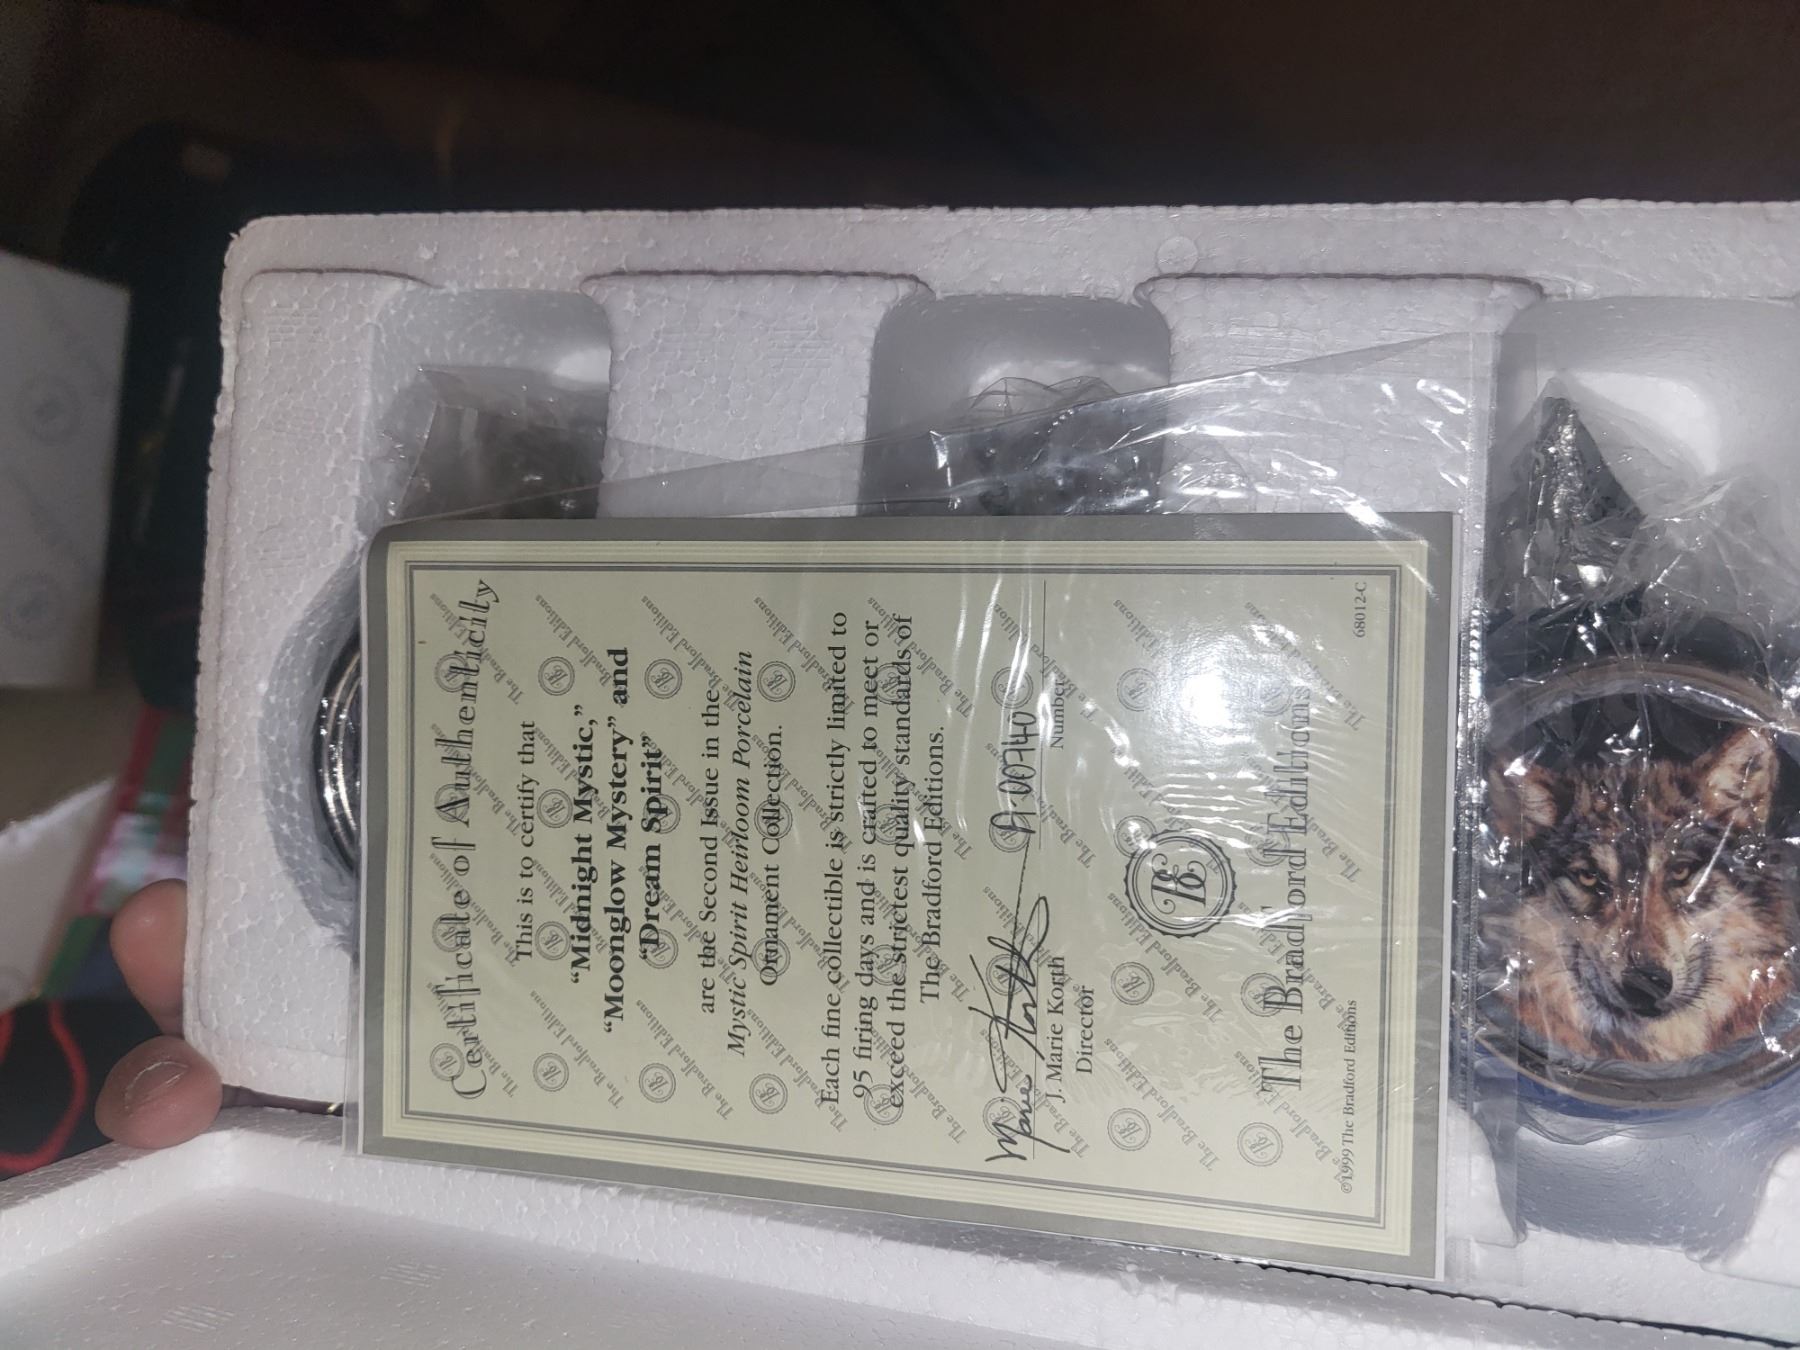 Certificate of Authenticity
This is to certify that
“Midnight Mystic,”
“Moonglow Mystery” and
“Dream Spirit”
are the Second Issue in the
Mystic Spirit Heirloom Porcelain
Ornament Collection.
Each fine collectible is strictly limited to
95 firing days and is crafted to meet or
exceed the strictest quality standards of
The Bradford Editions.
Marie Korth
J. Marie Korth
Director
Number
BE
The Bradford Editions
©1999 The Bradford Editions
68012-C